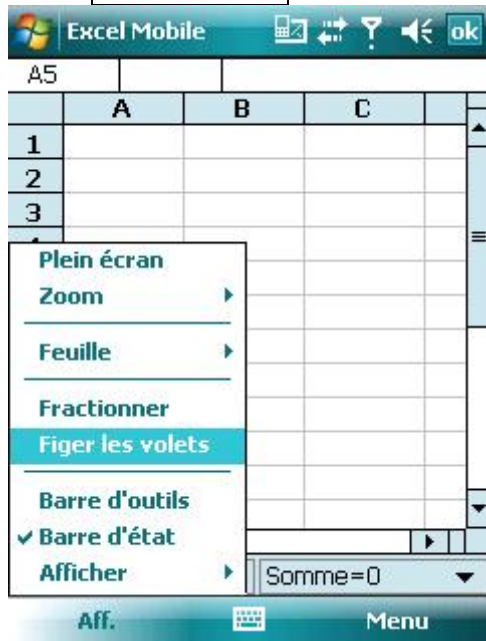 Excel Mobile ok
A5
A B C
1
2
3
Plein écran
Zoom
Feuille
Fractionner
Figer les volets
Barre d'outils
Barre d'état
Afficher
Somme=0
Aff. Menu